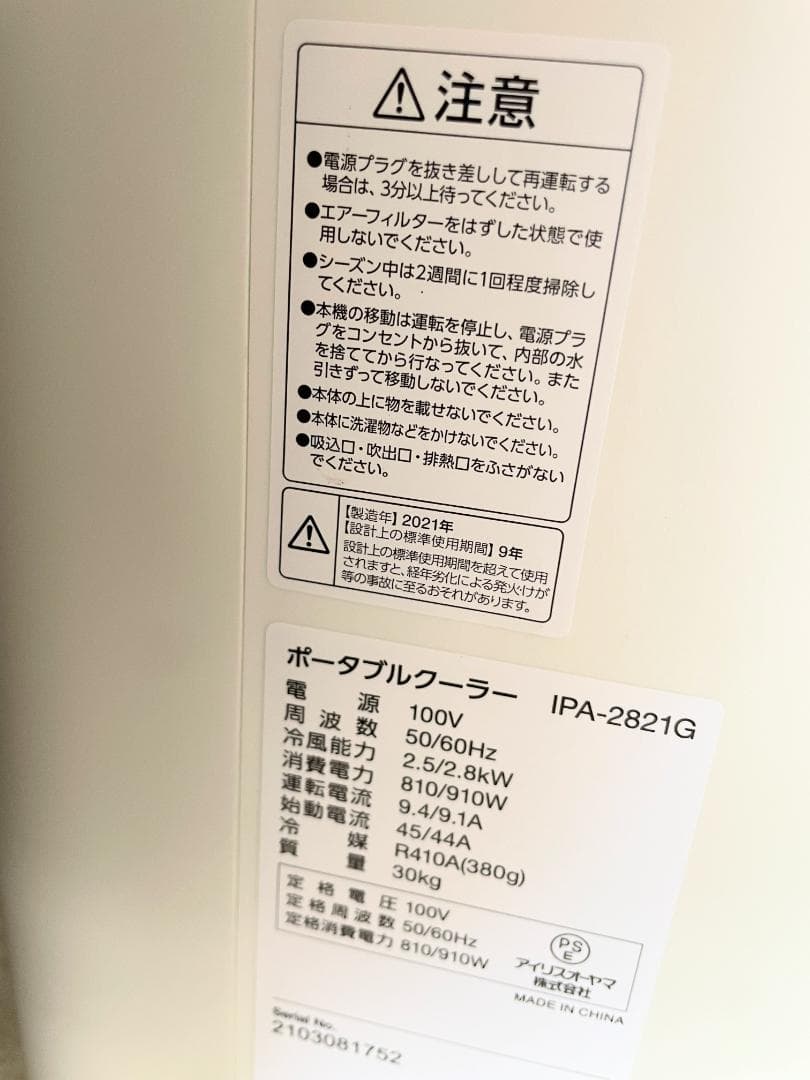 注意
●電源プラグを抜き差しして再運転する
場合は、3分以上待ってください。
●エアーフィルターをはずした状態で使
用しないでください。
●シーズン中は2週間に1回程度掃除し
てください。
●本機の移動は運転を停止し、電源プラ
グをコンセントから抜いて、内部の水
を捨ててから行なってください。また
引きずって移動しないでください。
●本体の上に物を載せないでください。
●本体に洗濯物などをかけないでください。
●吸込口・吹出口・排熱口をふさがない
でください。
【製造年】2021年
【設計上の標準使用期間】9年
設計上の標準使用期間を超えて使用
されますと、経年劣化による発火けが
等の事故に至るおそれがあります。
ポータブルクーラー IPA-2821G
電源 100V
周波数 50/60Hz
冷風能力 2.5/2.8kW
消費電力 810/910W
運転電流 9.4/9.1A
始動電流 45/44A
冷媒 R410A(380g)
質量 30kg
定格電圧 100V
定格周波数 50/60Hz
定格消費電力 810/910W
PS
E
アイリスオーヤマ
株式会社
MADE IN CHINA
Serial No.
2103081752